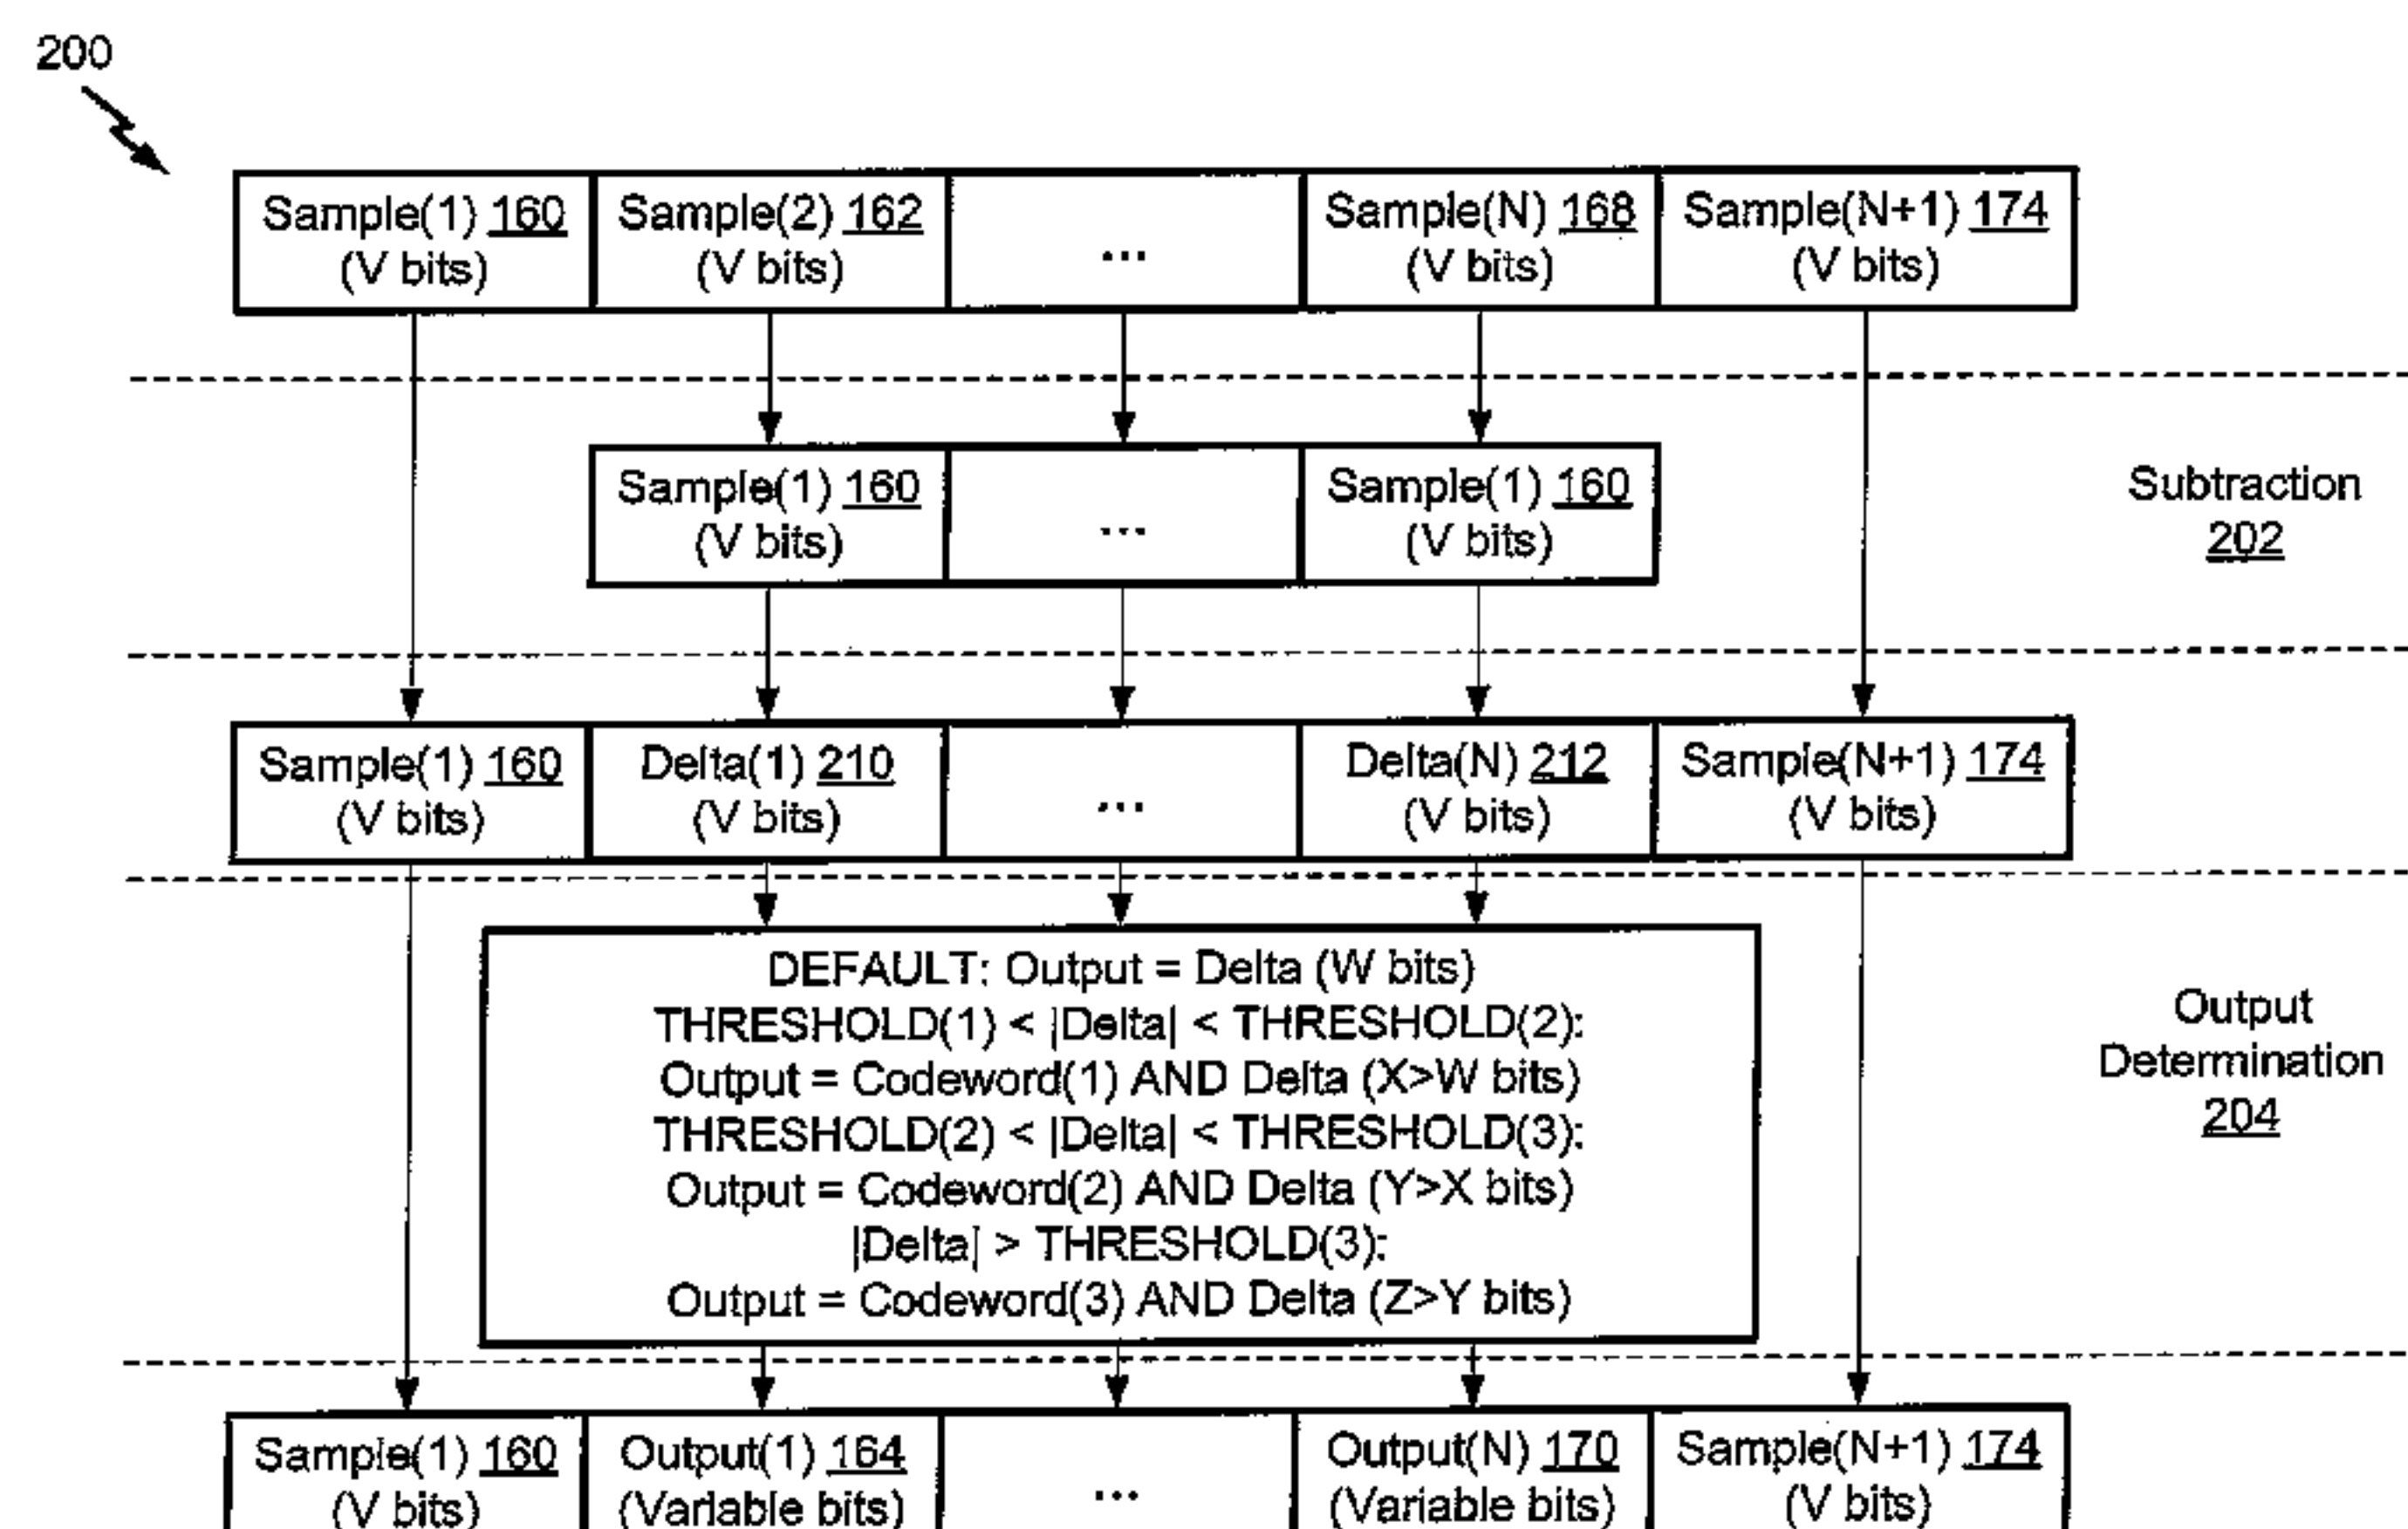 200
Sample(1) 160 Sample(2) 162 ... Sample(N) 168 Sample(N+1) 174
(V bits) (V bits) (V bits) (V bits)
Sample(1) 160 ... Sample(1) 160
(V bits) (V bits)
Subtraction
202
Sample(1) 160 Delta(1) 210 ... Delta(N) 212 Sample(N+1) 174
(V bits) (V bits) (V bits) (V bits)
DEFAULT: Output = Delta (W bits)
THRESHOLD(1) < |Delta| < THRESHOLD(2):
Output = Codeword(1) AND Delta (X>W bits)
THRESHOLD(2) < |Delta| < THRESHOLD(3):
Output = Codeword(2) AND Delta (Y>X bits)
|Delta| > THRESHOLD(3):
Output = Codeword(3) AND Delta (Z>Y bits)
Output
Determination
204
Sample(1) 160 Output(1) 164 ... Output(N) 170 Sample(N+1) 174
(V bits) (Variable bits) (Variable bits) (V bits)